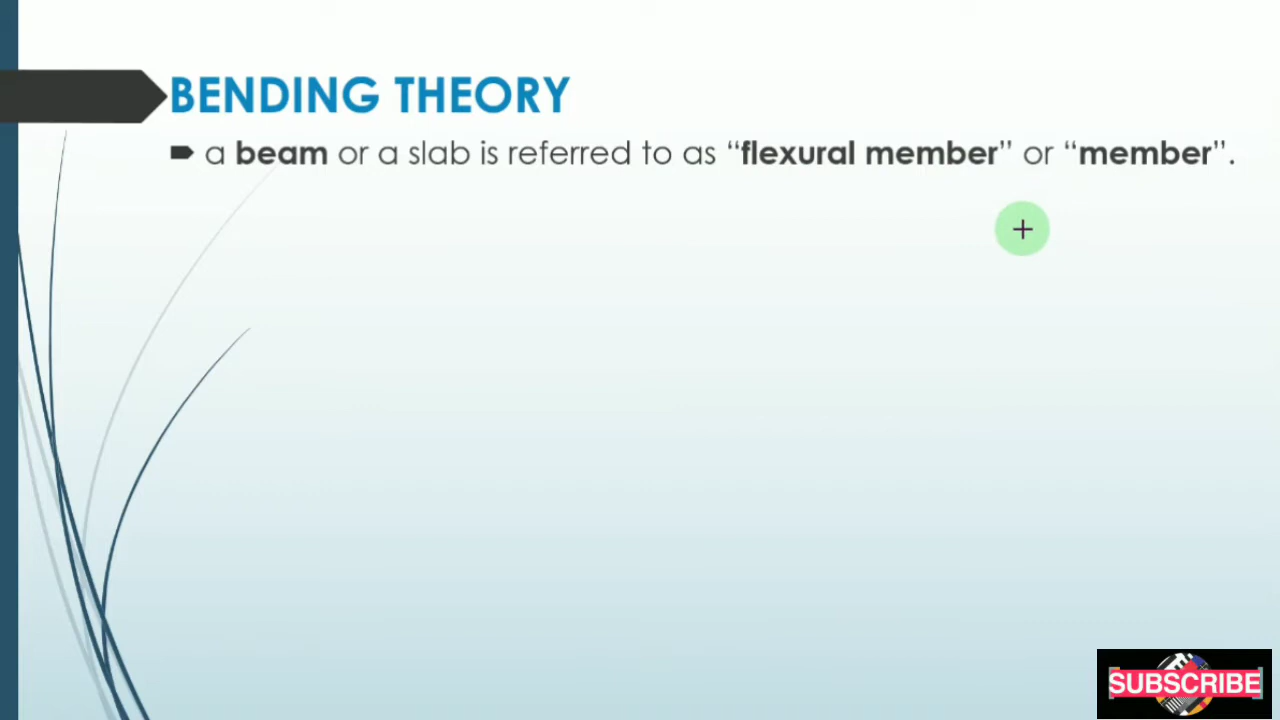 BENDING THEORY
a beam or a slab is referred to as “flexural member” or “member”.
SUBSCRIBE